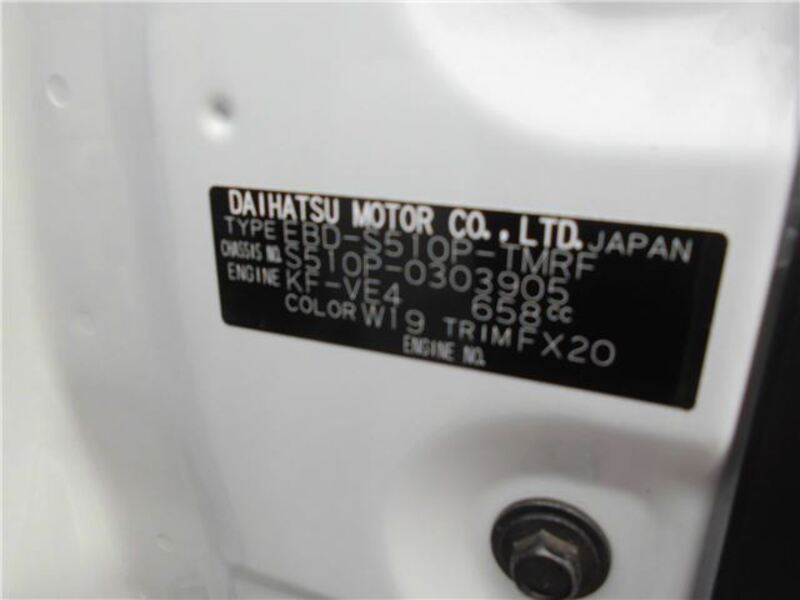 DAIHATSU MOTOR CO., LTD. JAPAN
TYPE EBD-S510P-TMRF
CHASSIS NO. S510P-0303905
ENGINE KF-VE4 658cc
COLOR W19 TRIM FX20
ENGINE NO.